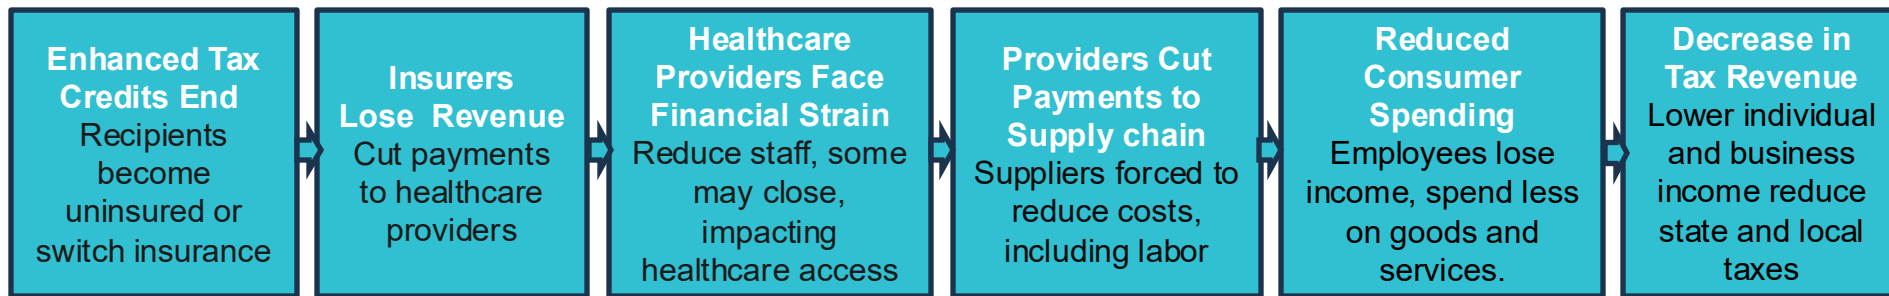 Enhanced Tax
Credits End
Recipients
become
uninsured or
switch insurance
Insurers
Lose Revenue
Cut payments
to healthcare
providers
Healthcare
Providers Face
Financial Strain
Reduce staff, some
may close,
impacting
healthcare access
Providers Cut
Payments to
Supply chain
Suppliers forced to
reduce costs,
including labor
Reduced
Consumer
Spending
Employees lose
income, spend less
on goods and
services.
Decrease in
Tax Revenue
Lower individual
and business
income reduce
state and local
taxes